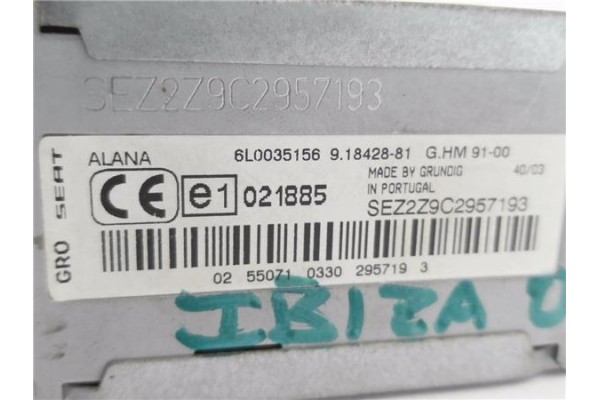 SEZ2Z9C2957193
GRO SEAT
ALANA 6L0035156 9.18428-81 G.HM 91-00
MADE BY GRUNDIG 40/03
IN PORTUGAL
CE e1 021885
SEZ2Z9C2957193
02 55071 0330 295719 3
IBIZA 0